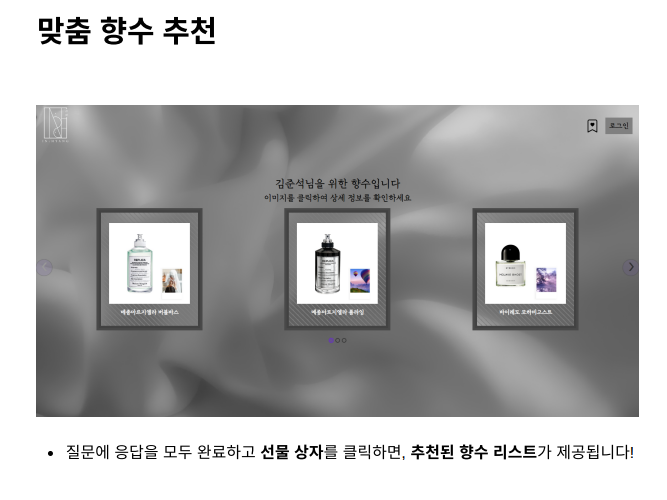 맞춤 향수 추천
로그인
김준석님을 위한 향수입니다
이미지를 클릭하여 상세 정보를 확인하세요
메종마르지엘라 버블배스
메종마르지엘라 플라잉
바이레도 모하비고스트
• 질문에 응답을 모두 완료하고 선물 상자를 클릭하면, 추천된 향수 리스트가 제공됩니다!